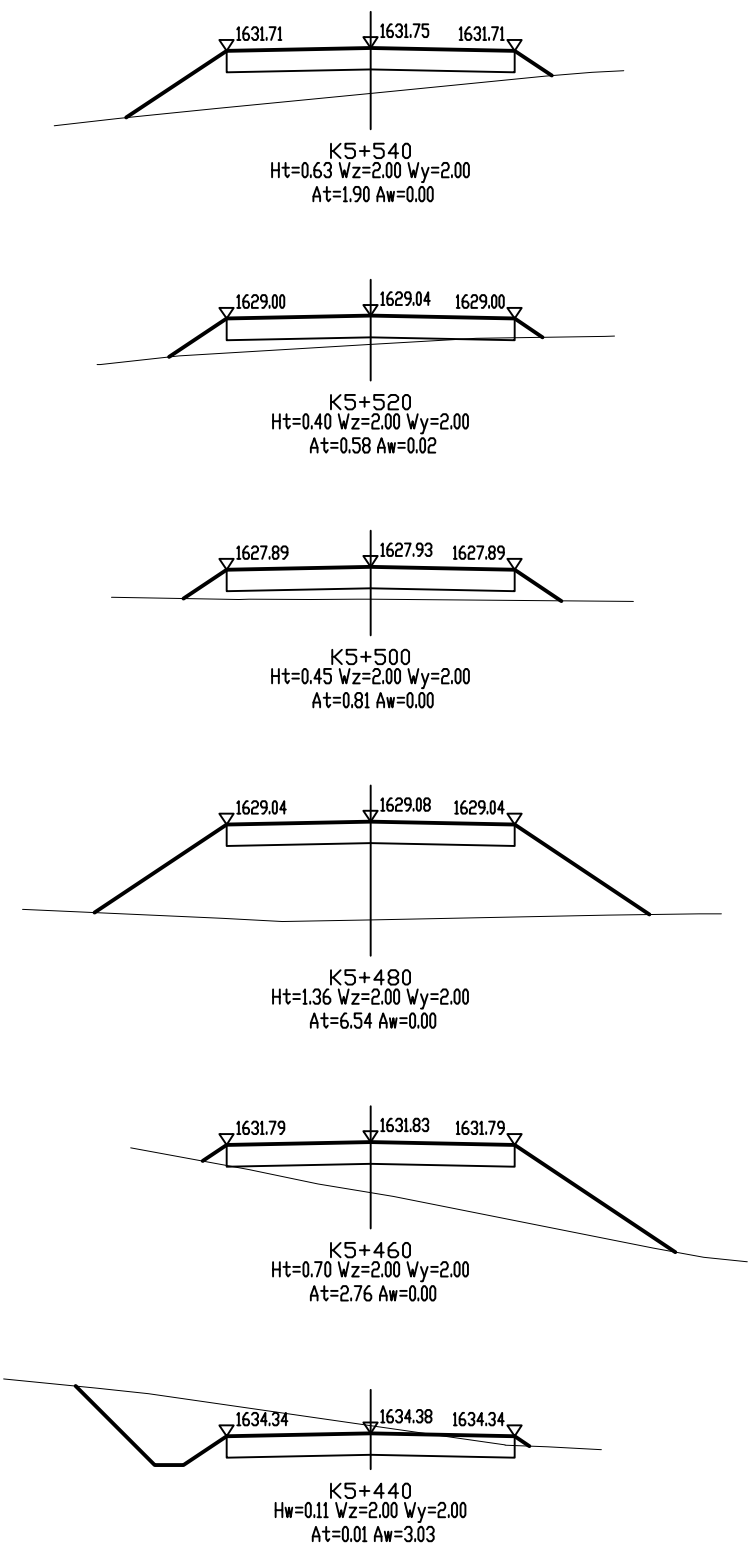 1631.71 1631.75 1631.71
K5+540
Ht=0.63 Wz=2.00 Wy=2.00
At=1.90 Aw=0.00
1629.00 1629.04 1629.00
K5+520
Ht=0.40 Wz=2.00 Wy=2.00
At=0.58 Aw=0.02
1627.89 1627.93 1627.89
K5+500
Ht=0.45 Wz=2.00 Wy=2.00
At=0.81 Aw=0.00
1629.04 1629.08 1629.04
K5+480
Ht=1.36 Wz=2.00 Wy=2.00
At=6.54 Aw=0.00
1631.79 1631.83 1631.79
K5+460
Ht=0.70 Wz=2.00 Wy=2.00
At=2.76 Aw=0.00
1634.34 1634.38 1634.34
K5+440
Hw=0.11 Wz=2.00 Wy=2.00
At=0.01 Aw=3.03